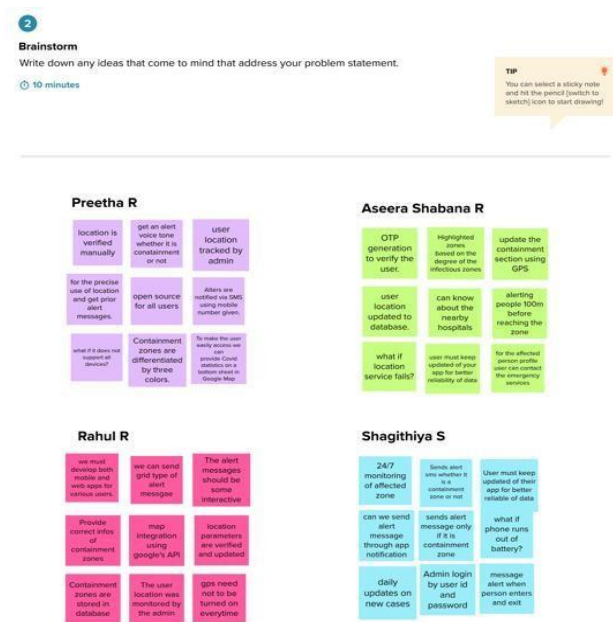 2
Brainstorm
Write down any ideas that come to mind that address your problem statement.
10 minutes
TIP
You can select a sticky note
and hit the pencil [switch to
sketch] icon to start drawing!
Preetha R
location is
verified
manually
get an alert
voice tone
whether it is
conatainment
or not
user
location
tracked by
admin
for the precise
use of location
and get prior
alert
messages.
open source
for all users
Alters are
notified via SMS
using mobile
number given.
what if it does not
support all
devices?
Containment
zones are
differentiated
by three
colors.
To make the user
easily access we
can
provide Covid
statistics on a
bottom sheet in
Google Map
Aseera Shabana R
OTP
generation
to verify the
user.
Highlighted
zones
based on the
degree of the
infectious zones
update the
containment
section using
GPS
user
location
updated to
database.
can know
about the
nearby
hospitals
alerting
people 100m
before
reaching the
zone
what if
location
service fails?
user must keep
updated of your
app for better
reliability of data
for the affected
person profile
user can contact
the emergency
services
Rahul R
we must
develop both
mobile and
web apps for
various users.
we can send
grid type of
alert
messgae
The alert
messages
should be
some
interactive
Provide
correct infos
of
containment
zones
map
integration
using
google's API
location
parameters
are verified
and updated
Containment
zones are
stored in
database
The user
location was
monitored by
the admin
gps need
not to be
turned on
everytime
Shagithiya S
24/7
monitoring
of affected
zone
Sends alert
sms whether it
is a
containment
zone or not
User must keep
updated of their
app for better
reliable of data
can we send
alert
message
through app
notification
sends alert
message only
if it is
containment
zone
what if
phone runs
out of
battery?
daily
updates on
new cases
Admin login
by user id
and
password
message
alert when
person enters
and exit